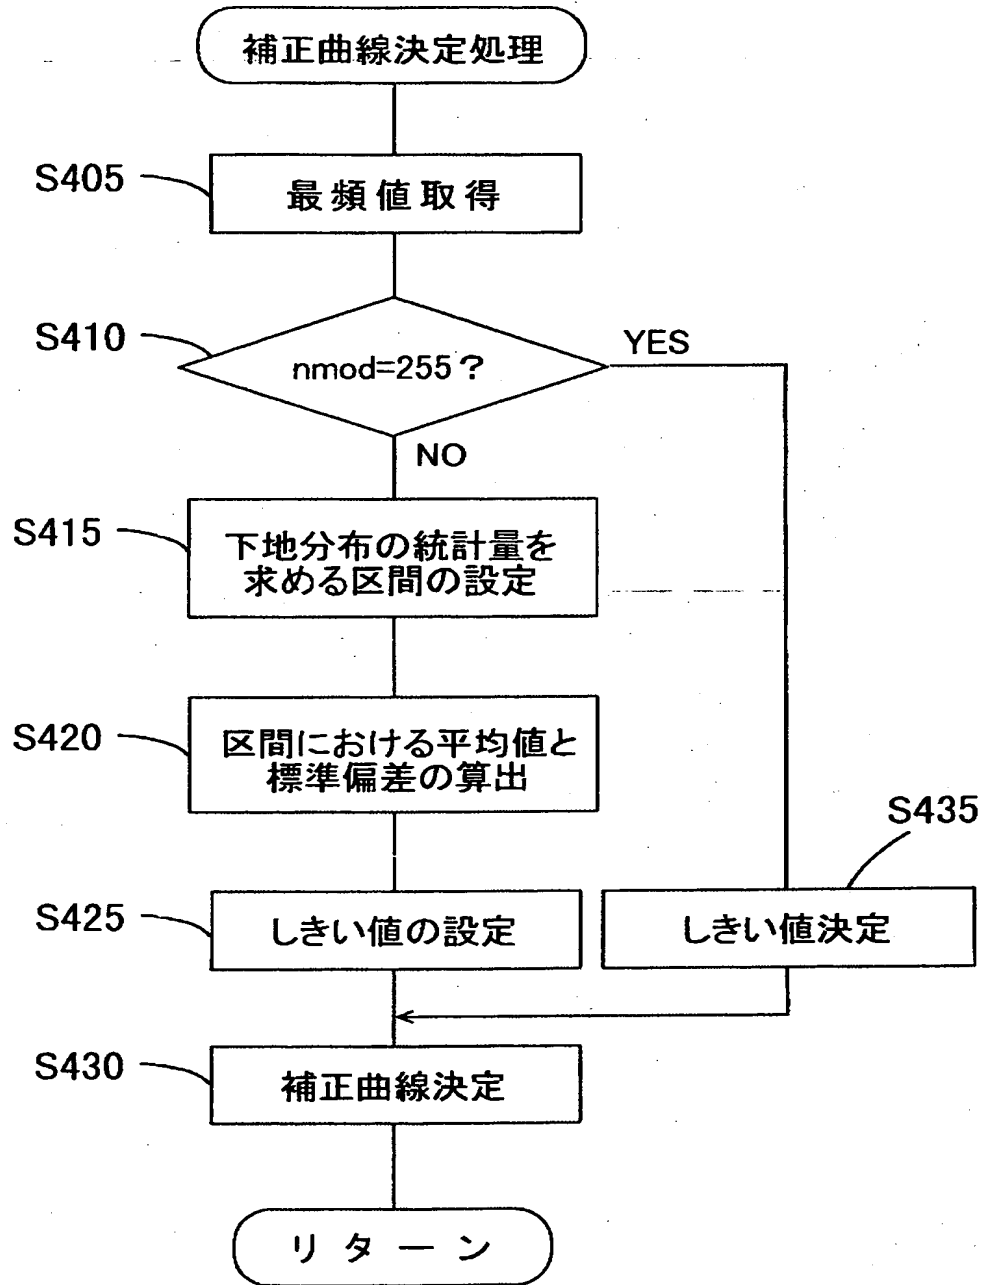 補正曲線決定処理
S405
最頻値取得
S410
nmod=255?
YES
NO
S415
下地分布の統計量を
求める区間の設定
S420
区間における平均値と
標準偏差の算出
S435
S425
しきい値の設定
しきい値決定
S430
補正曲線決定
リターン